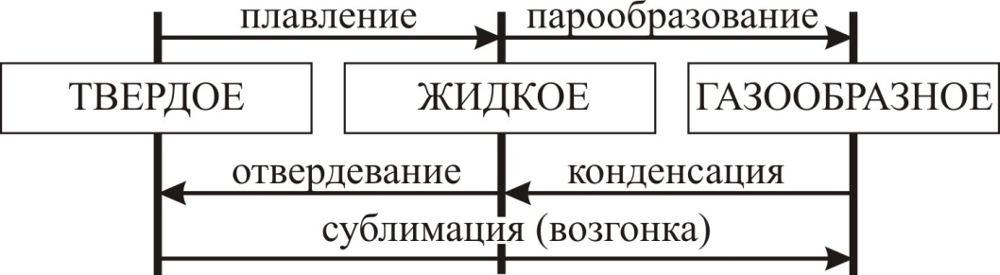 плавление парообразование
ТВЕРДОЕ ЖИДКОЕ ГАЗООБРАЗНОЕ
отвердевание конденсация
сублимация (возгонка)